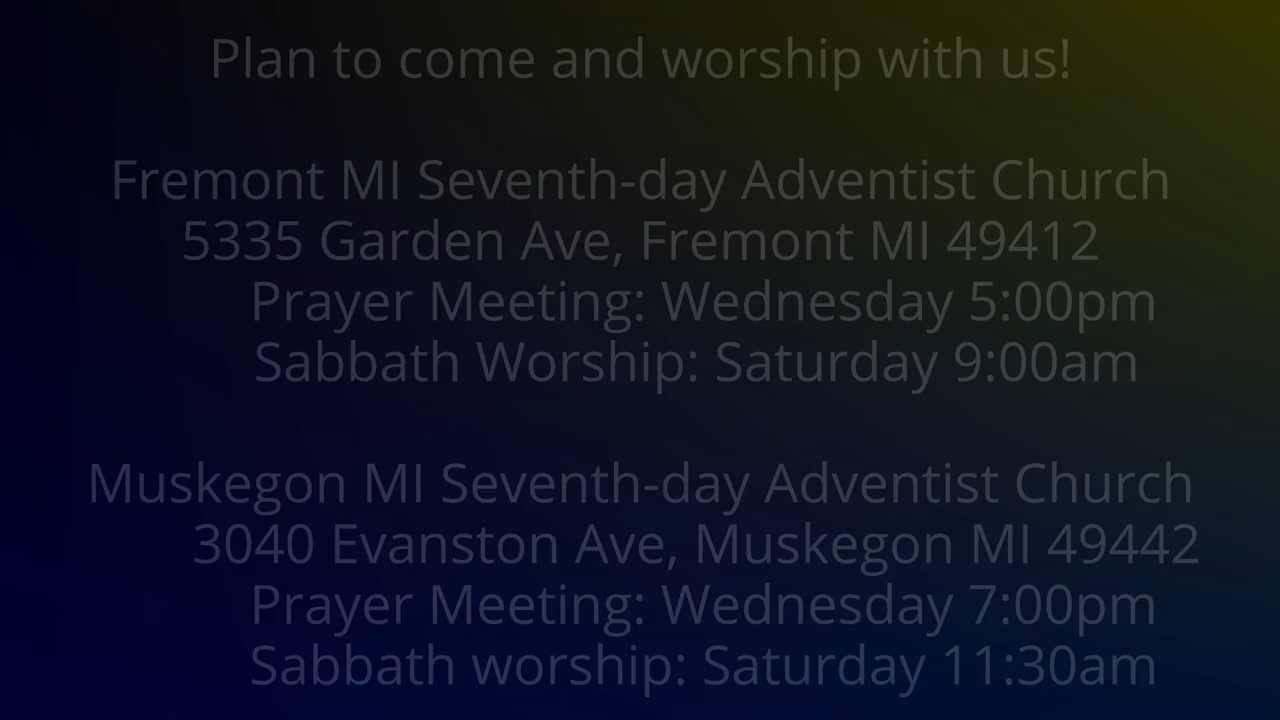 Plan to come and worship with us!
Fremont MI Seventh-day Adventist Church
5335 Garden Ave, Fremont MI 49412
Prayer Meeting: Wednesday 5:00pm
Sabbath Worship: Saturday 9:00am
Muskegon MI Seventh-day Adventist Church
3040 Evanston Ave, Muskegon MI 49442
Prayer Meeting: Wednesday 7:00pm
Sabbath worship: Saturday 11:30am